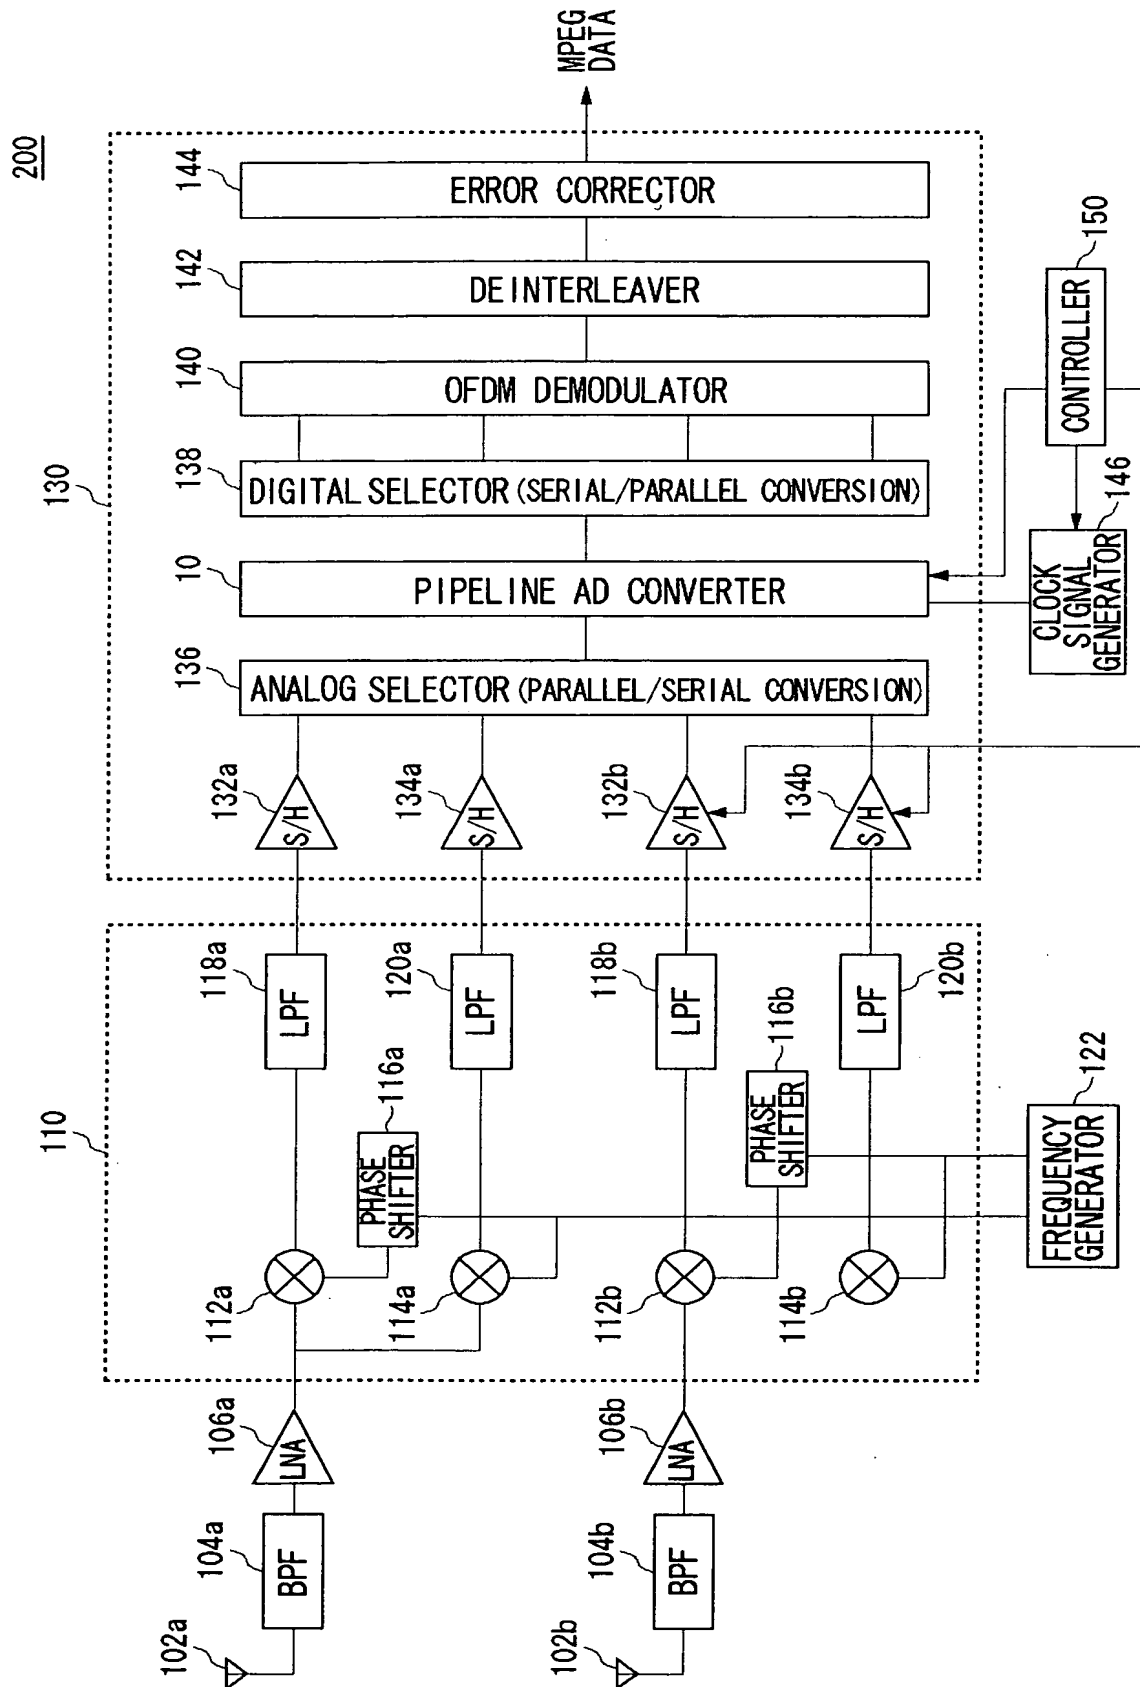 200
102a
104a
BPF
106a
LNA
102b
104b
BPF
106b
LNA
110
112a
114a
116a
PHASE
SHIFTER
118a
LPF
120a
LPF
112b
114b
116b
PHASE
SHIFTER
118b
LPF
120b
LPF
FREQUENCY
GENERATOR
122
130
132a
S/H
134a
S/H
132b
S/H
134b
S/H
136
ANALOG SELECTOR (PARALLEL/SERIAL CONVERSION)
10
PIPELINE AD CONVERTER
138
DIGITAL SELECTOR (SERIAL/PARALLEL CONVERSION)
140
OFDM DEMODULATOR
142
DEINTERLEAVER
144
ERROR CORRECTOR
MPEG
DATA
CLOCK
SIGNAL
GENERATOR
146
CONTROLLER
150